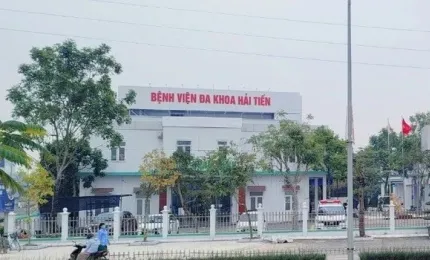 BỆNH VIỆN ĐA KHOA HẢI TIẾN